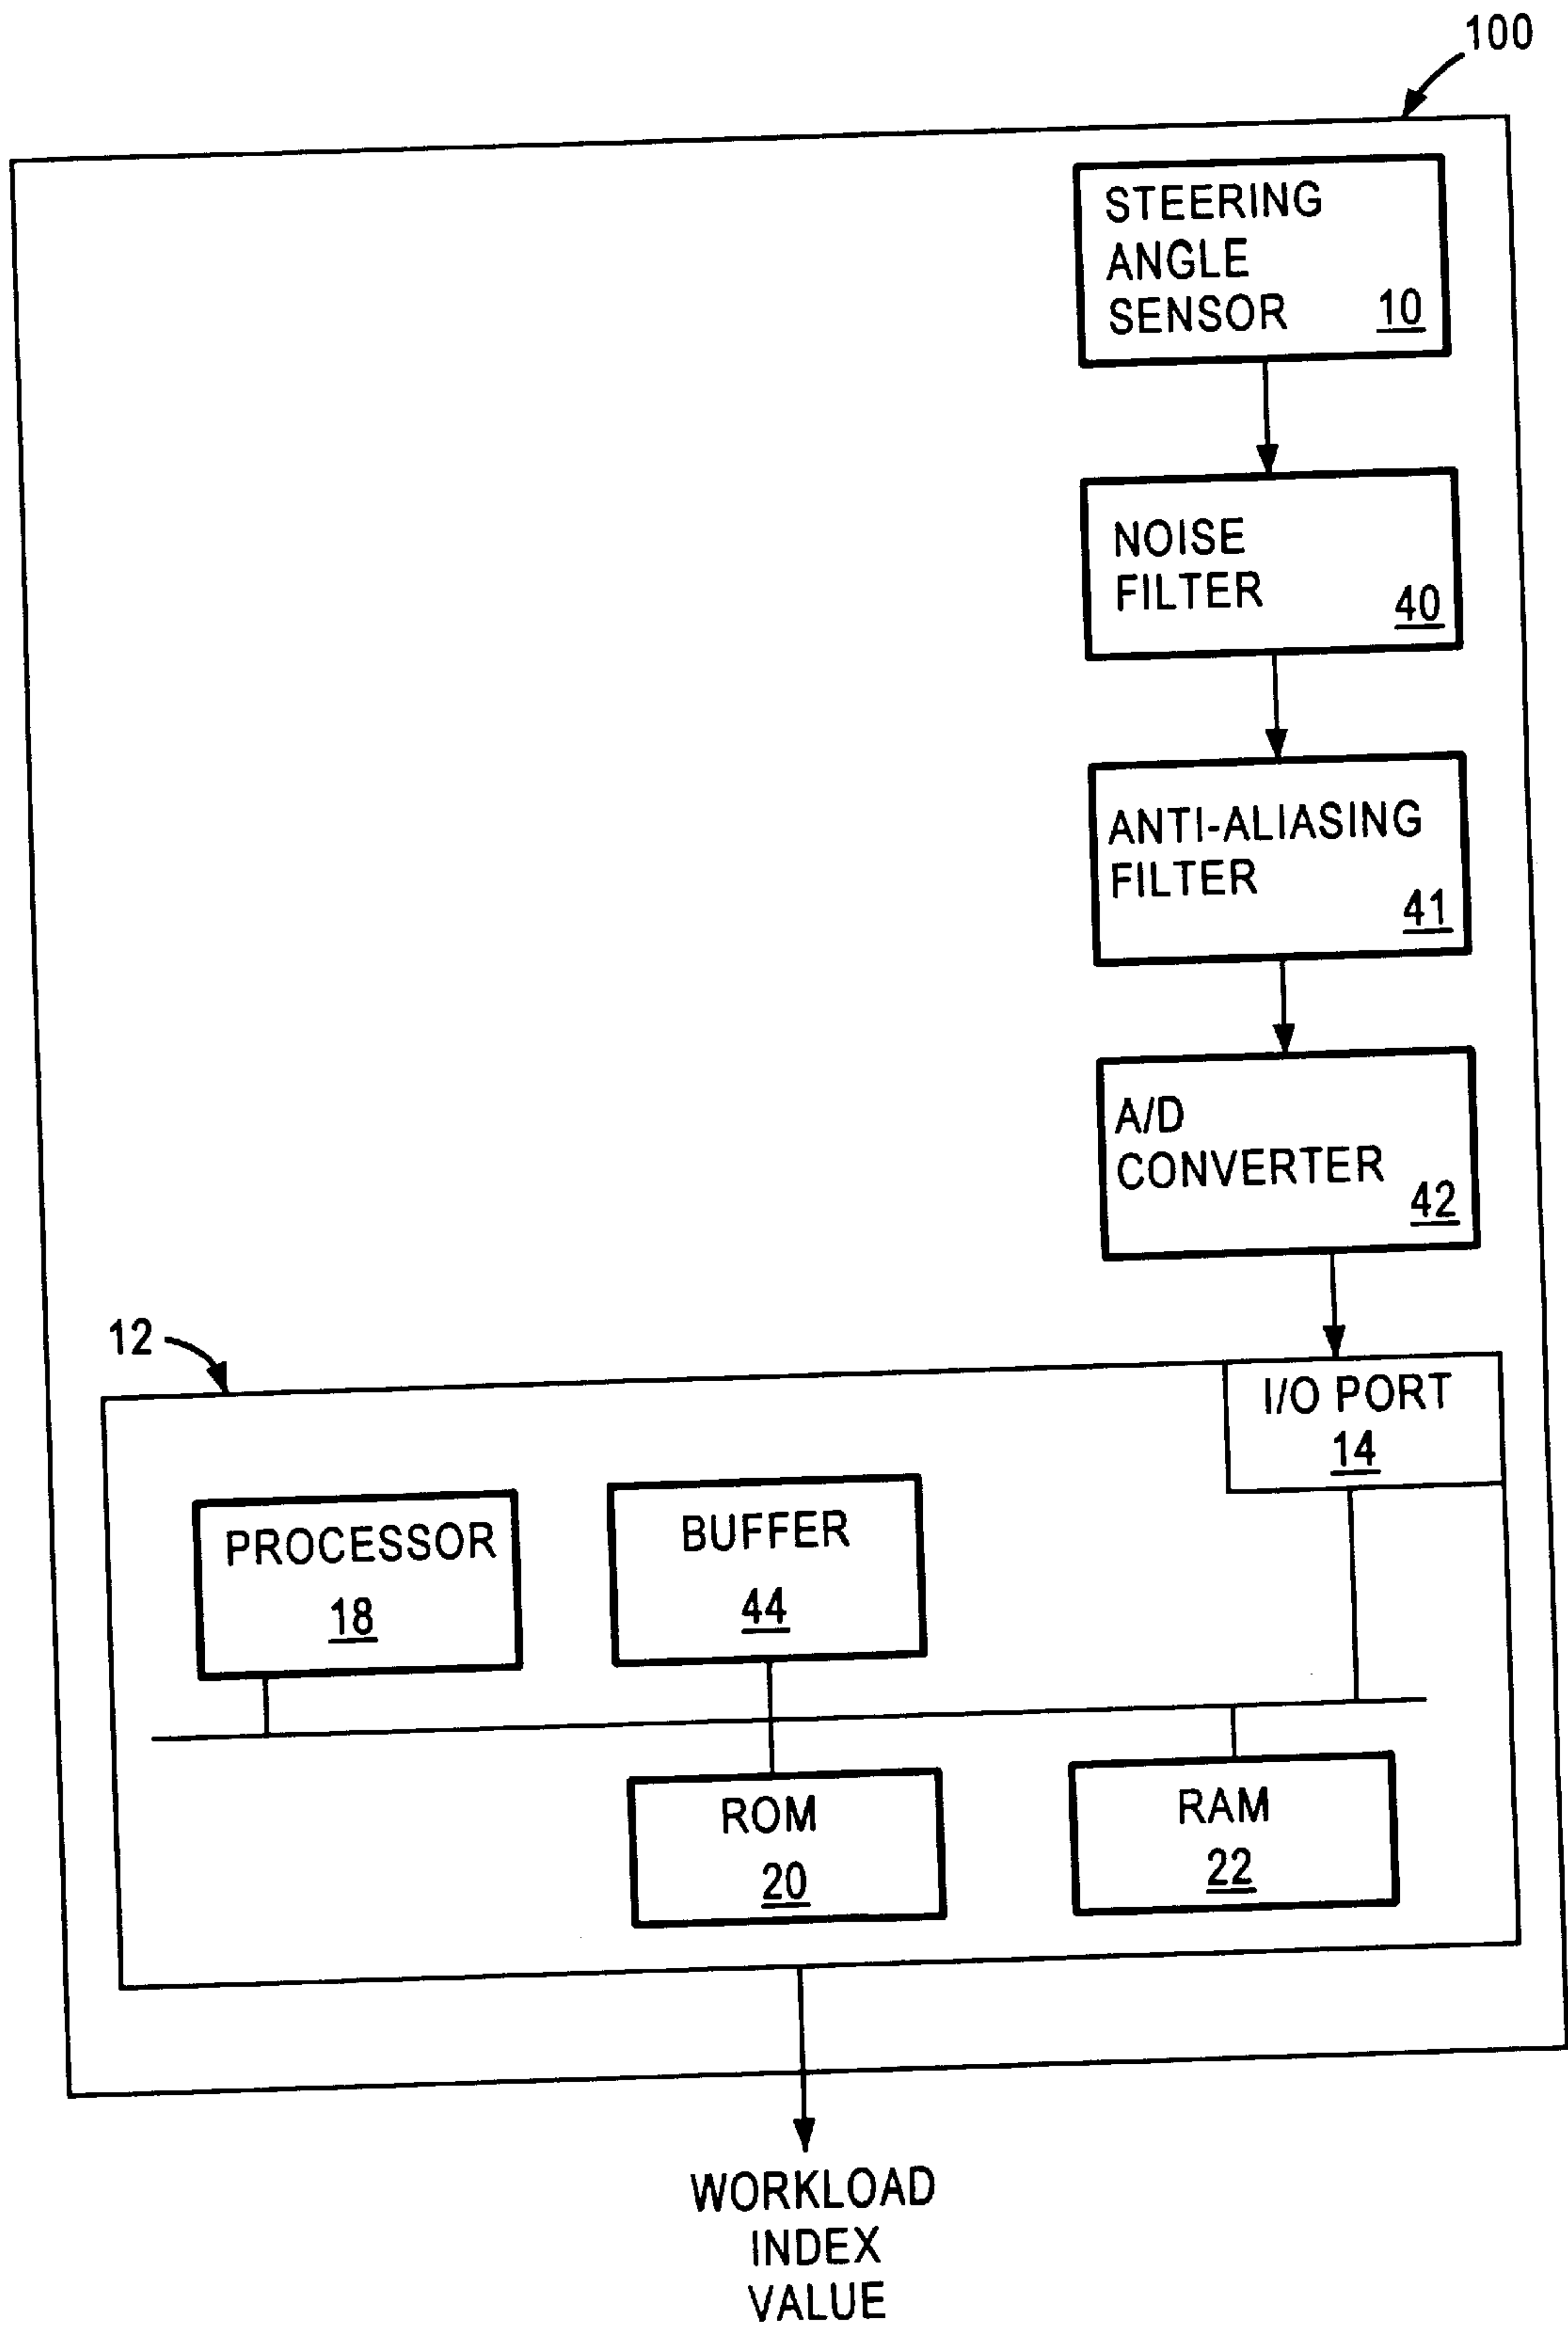 100
STEERING
ANGLE
SENSOR 10
NOISE
FILTER 40
ANTI-ALIASING
FILTER
41
A/D
CONVERTER
42
12
I/O PORT
14
PROCESSOR
18
BUFFER
44
ROM
20
RAM
22
WORKLOAD
INDEX
VALUE